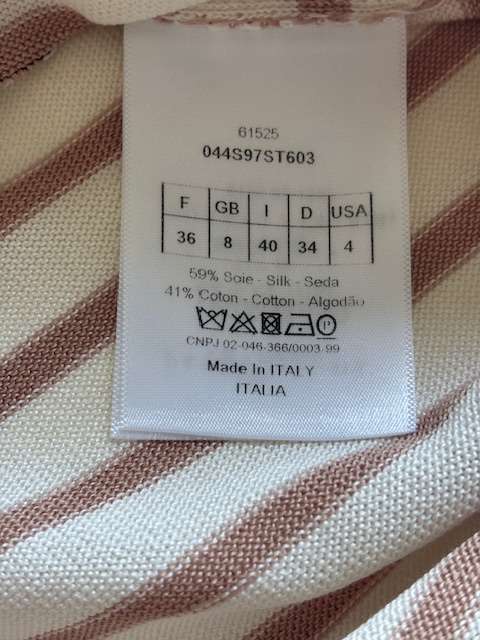 61525
044S97ST603
F GB I D USA
36 8 40 34 4
59% Soie - Silk - Seda
41% Coton - Cotton - Algodão
P
CNPJ 02-046-366/0003-99
Made In ITALY
ITALIA